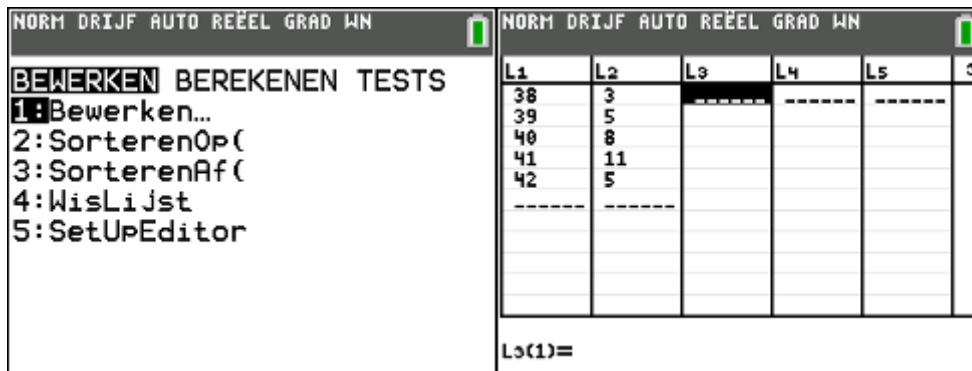 NORM DRIJF AUTO REËEL GRAD WN
BEWERKEN BEREKENEN TESTS
1:Bewerken…
2:SorterenOp(
3:SorterenAf(
4:WisLijst
5:SetUpEditor
NORM DRIJF AUTO REËEL GRAD WN
L1 L2 L3 L4 L5 3
38 3 ------ ------ ------
39 5
40 8
41 11
42 5
------ ------
L3(1)=